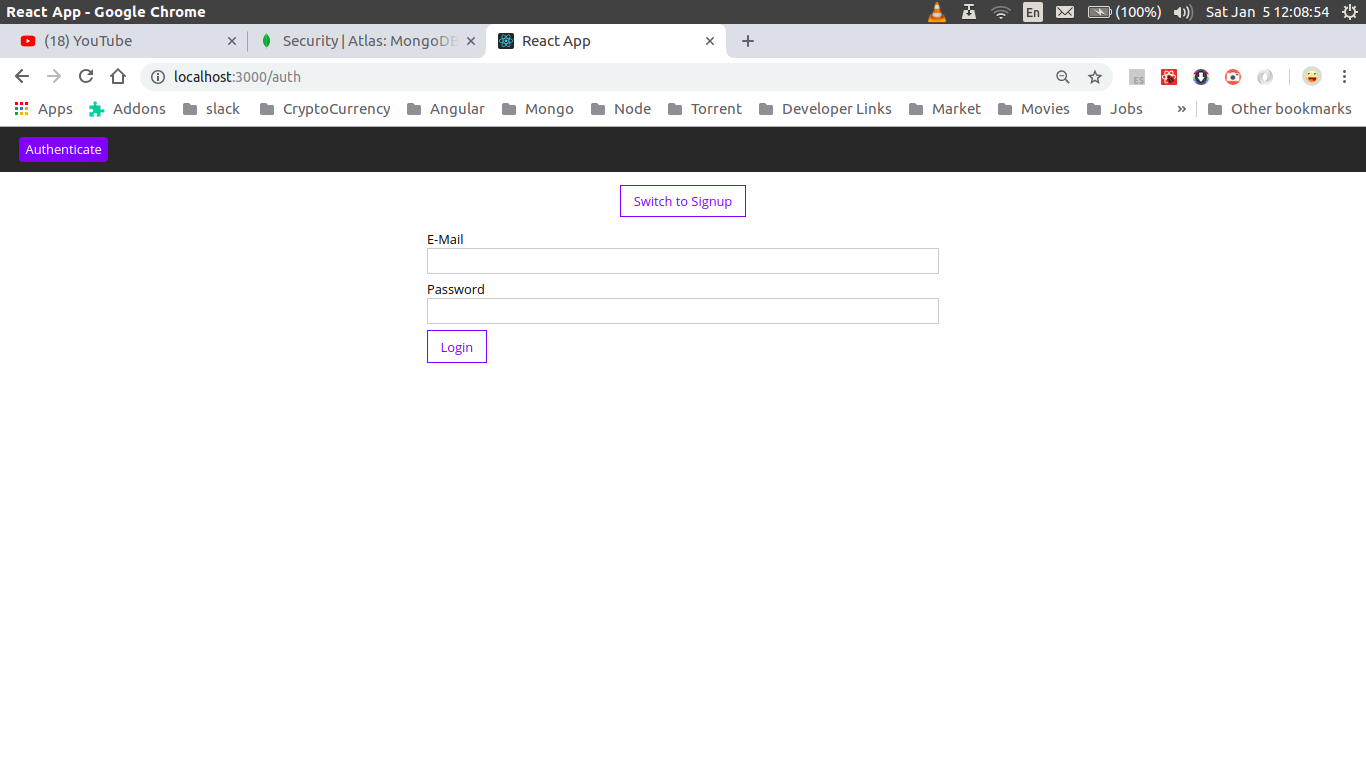 React App - Google Chrome
En
(100%)
Sat Jan 5 12:08:54
(18) YouTube
Security | Atlas: MongoDB
React App
localhost:3000/auth
ES
Apps
Addons
slack
CryptoCurrency
Angular
Mongo
Node
Torrent
Developer Links
Market
Movies
Jobs
»
Other bookmarks
Authenticate
Switch to Signup
E-Mail
Password
Login